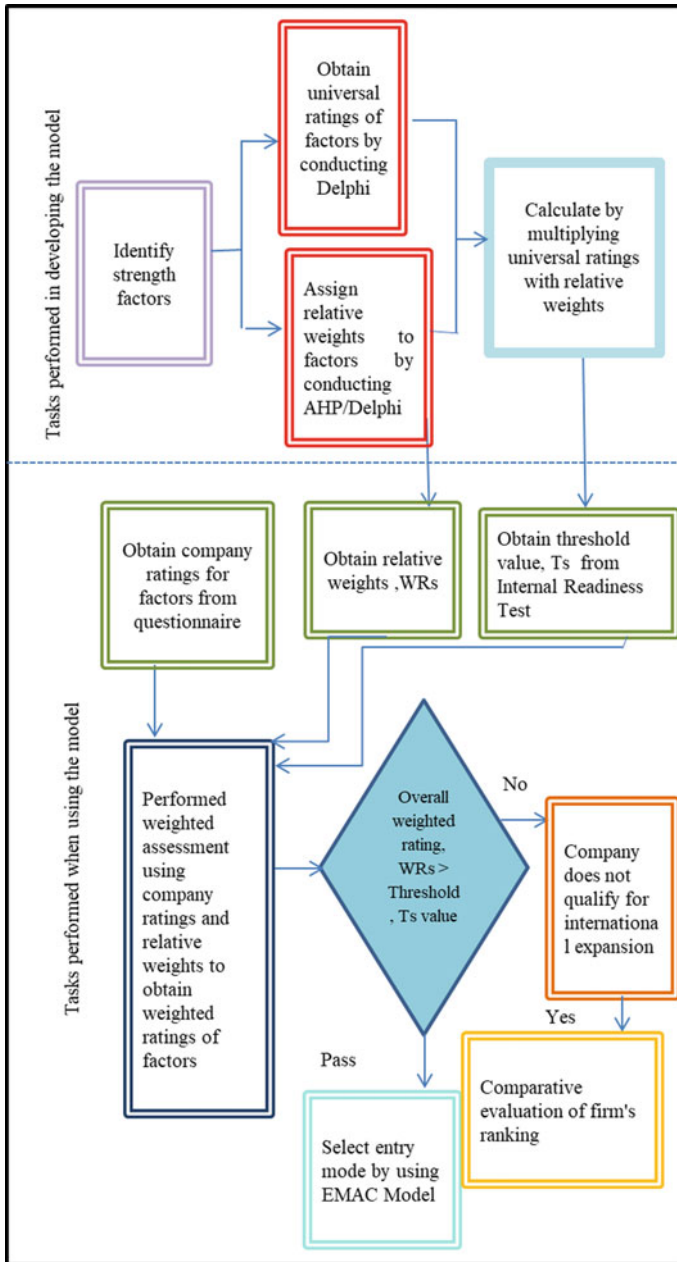 Tasks performed in developing the model
Identify
strength
factors
Obtain
universal
ratings of
factors by
conducting
Delphi
Assign
relative
weights to
factors by
conducting
AHP/Delphi
Calculate by
multiplying
universal ratings
with relative
weights
Tasks performed when using the model
Obtain company
ratings for
factors from
questionnaire
Obtain relative
weights ,WRs
Obtain threshold
value, Ts from
Internal Readiness
Test
Performed
weighted
assessment
using
company
ratings and
relative
weights to
obtain
weighted
ratings of
factors
Overall
weighted
rating,
WRs >
Threshold
, Ts value
No
Company
does not
qualify for
internationa
l expansion
Yes
Comparative
evaluation of firm's
ranking
Pass
Select entry
mode by using
EMAC Model